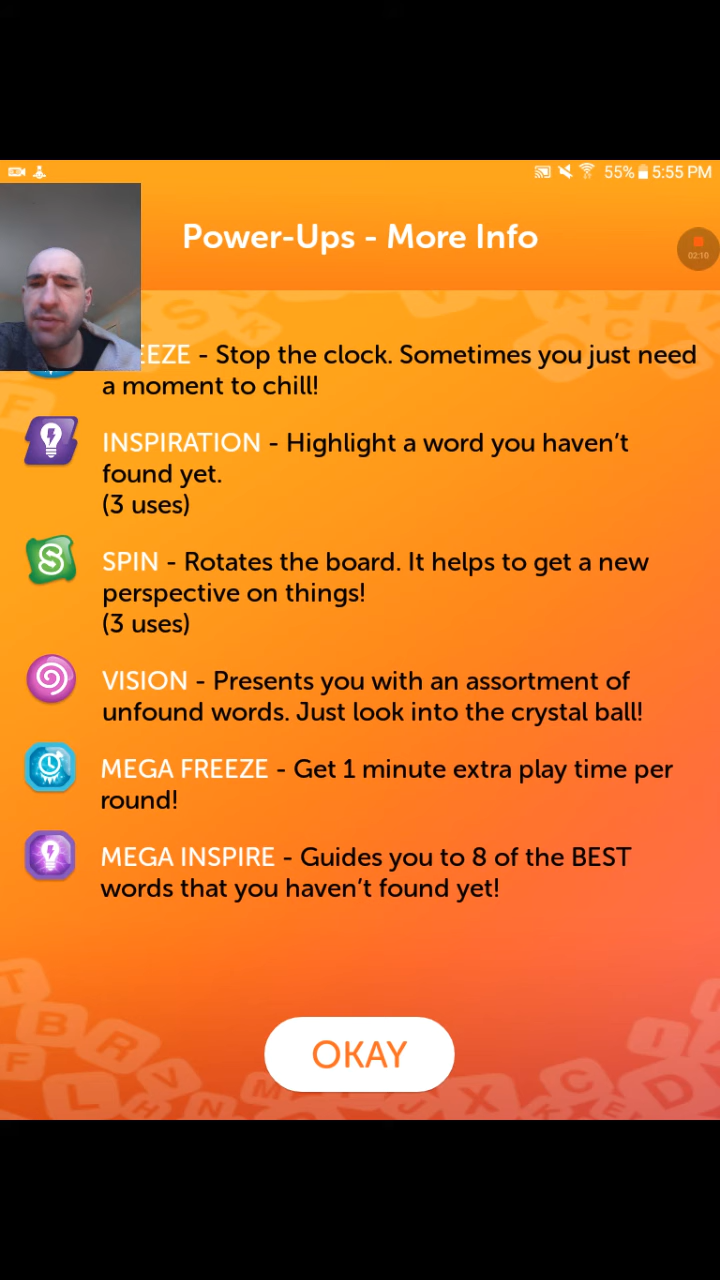 55% 5:55 PM
Power-Ups - More Info
02:10
EEZE - Stop the clock. Sometimes you just need
a moment to chill!
INSPIRATION - Highlight a word you haven't
found yet.
(3 uses)
SPIN - Rotates the board. It helps to get a new
perspective on things!
(3 uses)
VISION - Presents you with an assortment of
unfound words. Just look into the crystal ball!
MEGA FREEZE - Get 1 minute extra play time per
round!
MEGA INSPIRE - Guides you to 8 of the BEST
words that you haven't found yet!
OKAY